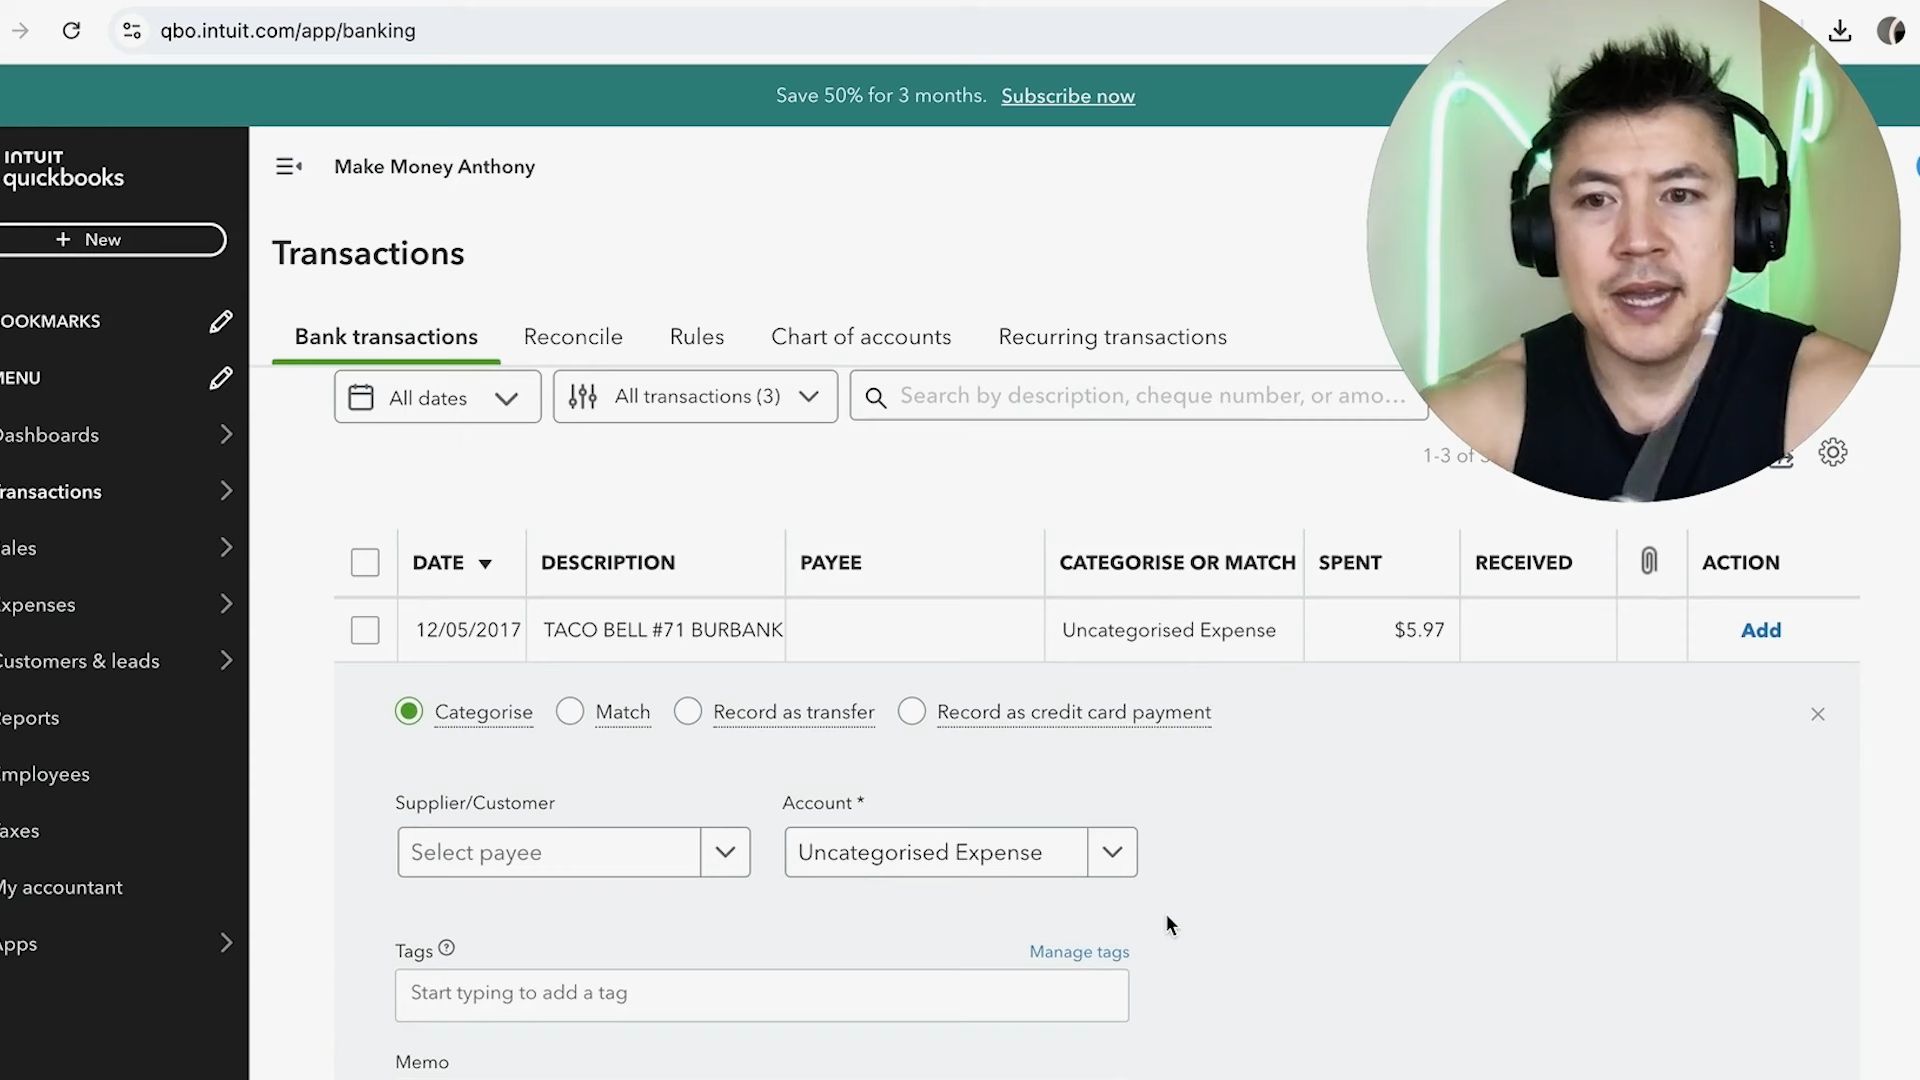 qbo.intuit.com/app/banking
Save 50% for 3 months. Subscribe now
INTUIT
quickbooks
Make Money Anthony
+ New
Transactions
OOKMARKS
MENU
Bank transactions Reconcile Rules Chart of accounts Recurring transactions
All dates All transactions (3) Search by description, cheque number, or amo...
Dashboards
1-3 of
ransactions
ales
DATE DESCRIPTION PAYEE CATEGORISE OR MATCH SPENT RECEIVED ACTION
xpenses
12/05/2017 TACO BELL #71 BURBANK Uncategorised Expense $5.97 Add
Customers & leads
Categorise Match Record as transfer Record as credit card payment
eports
mployees
Supplier/Customer Account *
axes
Select payee Uncategorised Expense
My accountant
Apps
Tags ? Manage tags
Start typing to add a tag
Memo